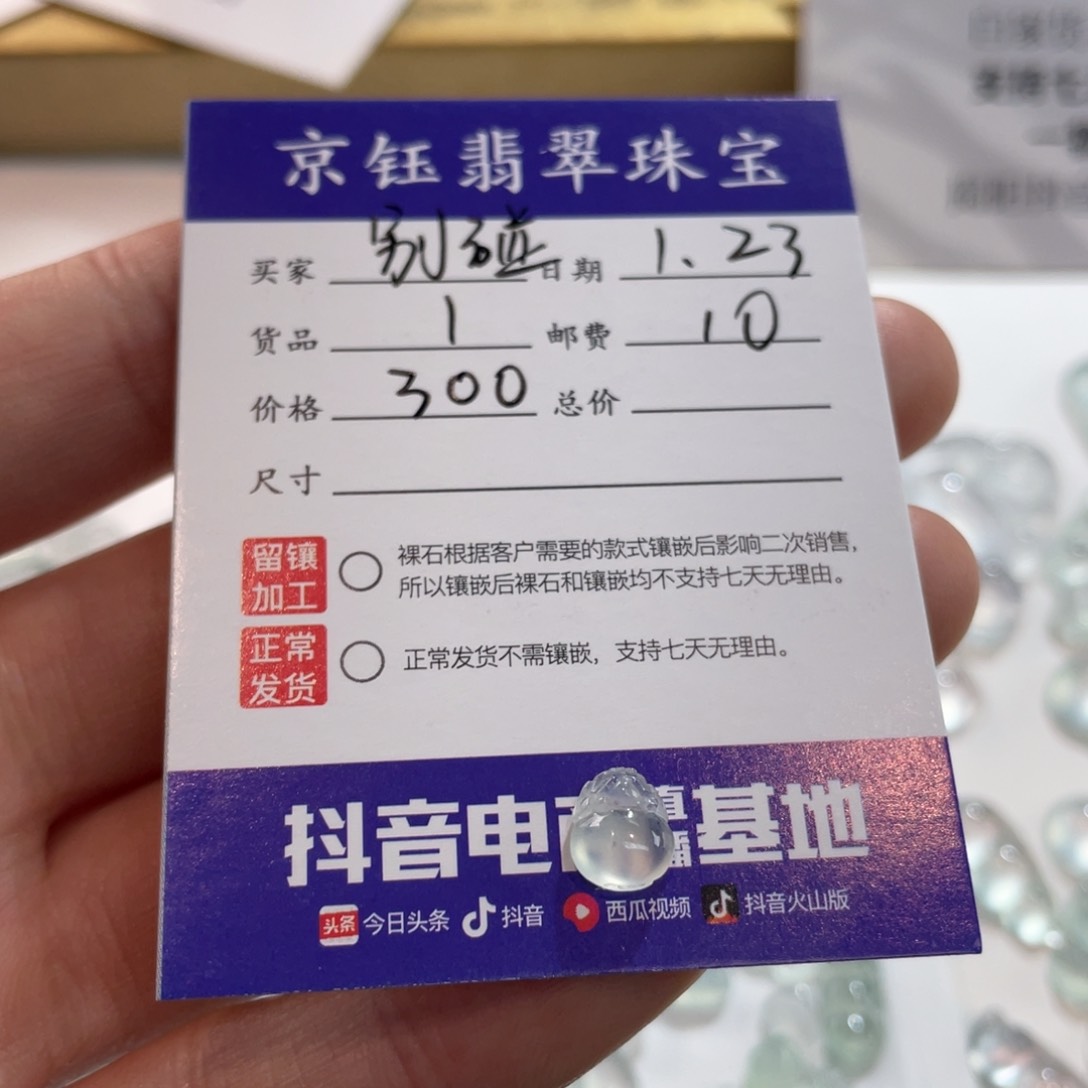 京钰翡翠珠宝
买家 别碰 日期 1.23
货品 1 邮费 10
价格 300 总价
尺寸
留镶加工 裸石根据客户需要的款式镶嵌后影响二次销售，
所以镶嵌后裸石和镶嵌均不支持七天无理由。
正常发货 正常发货不需镶嵌，支持七天无理由。
抖音电 基地
头条 今日头条 抖音 西瓜视频 抖音火山版